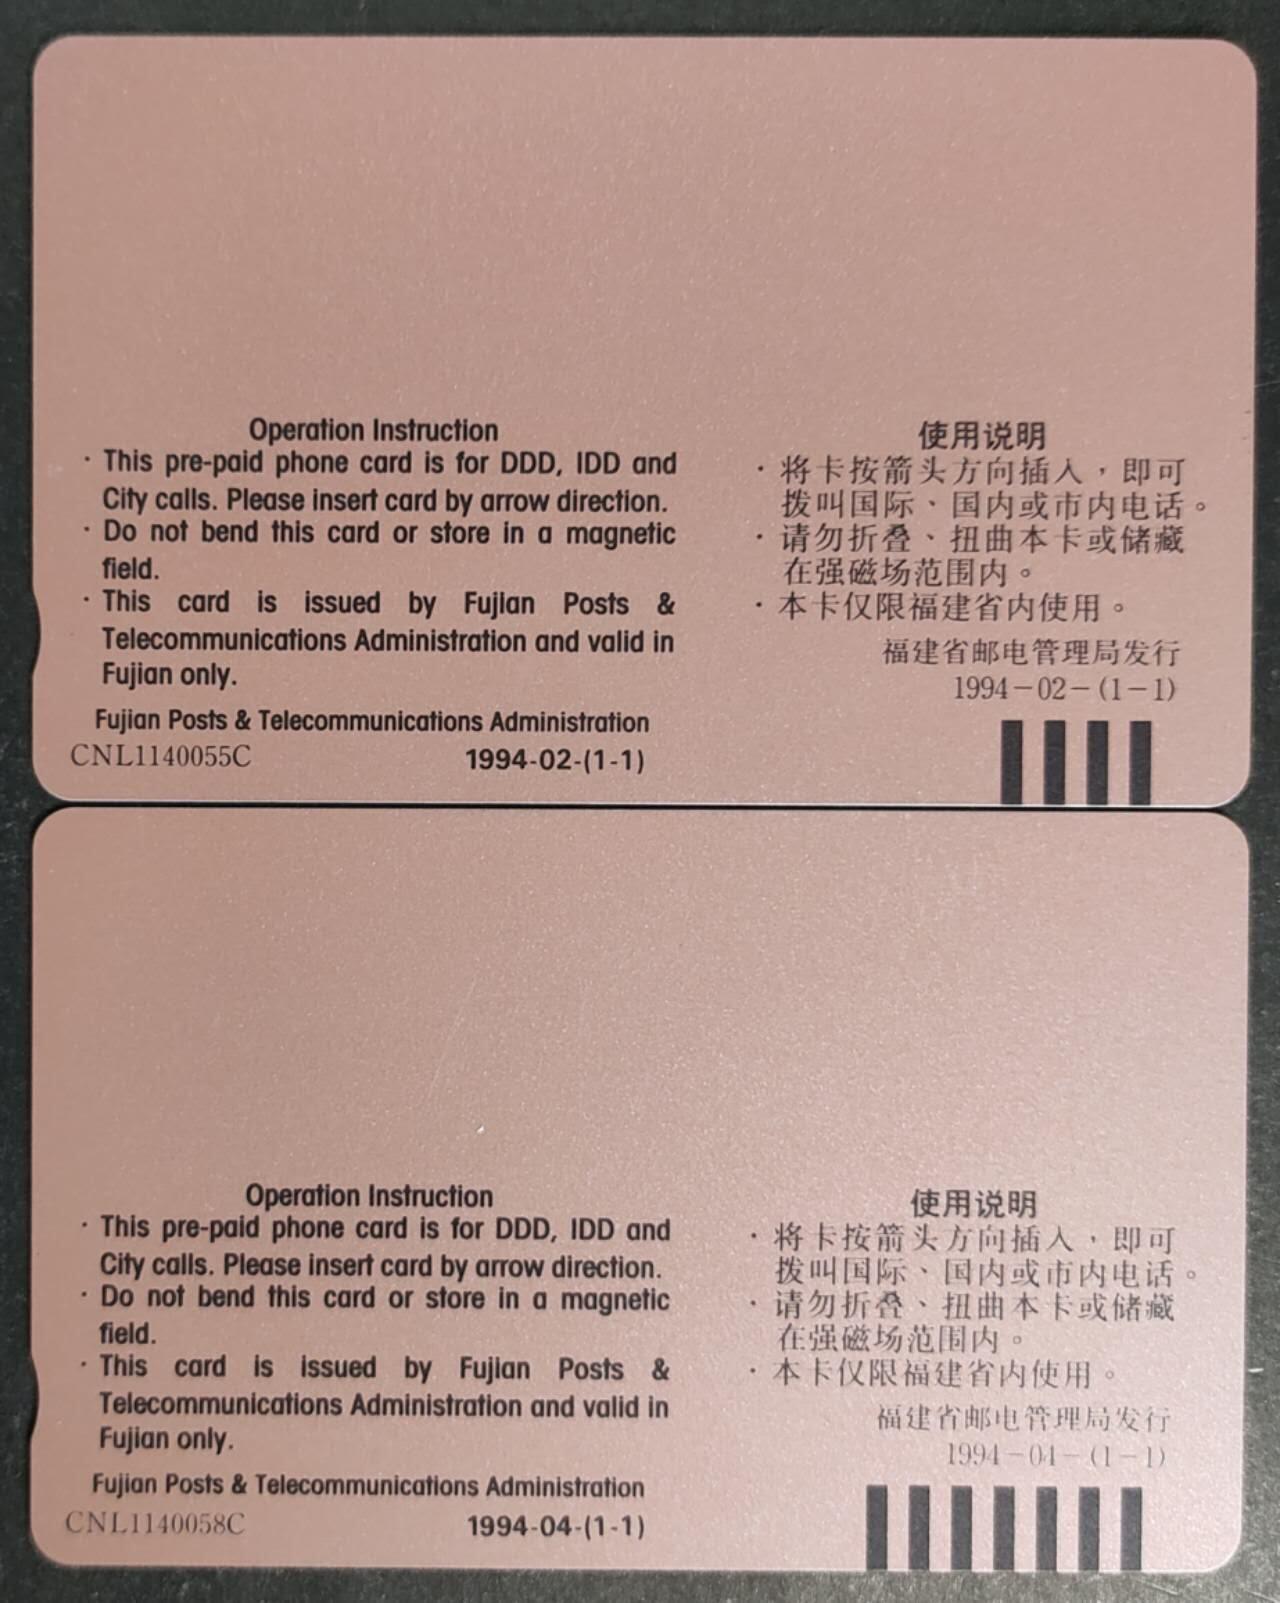 Operation Instruction
· This pre-paid phone card is for DDD, IDD and
City calls. Please insert card by arrow direction.
· Do not bend this card or store in a magnetic
field.
· This card is issued by Fujian Posts &
Telecommunications Administration and valid in
Fujian only.
Fujian Posts & Telecommunications Administration
CNL1140055C 1994-02-(1-1)
使用说明
· 将卡按箭头方向插入，即可
拨叫国际、国内或市内电话。
· 请勿折叠、扭曲本卡或储藏
在强磁场范围内。
· 本卡仅限福建省内使用。
福建省邮电管理局发行
1994-02-(1-1)
Operation Instruction
· This pre-paid phone card is for DDD, IDD and
City calls. Please insert card by arrow direction.
· Do not bend this card or store in a magnetic
field.
· This card is issued by Fujian Posts &
Telecommunications Administration and valid in
Fujian only.
Fujian Posts & Telecommunications Administration
CNL1140058C 1994-04-(1-1)
使用说明
· 将卡按箭头方向插入，即可
拨叫国际、国内或市内电话。
· 请勿折叠、扭曲本卡或储藏
在强磁场范围内。
· 本卡仅限福建省内使用。
福建省邮电管理局发行
1994-04-(1-1)